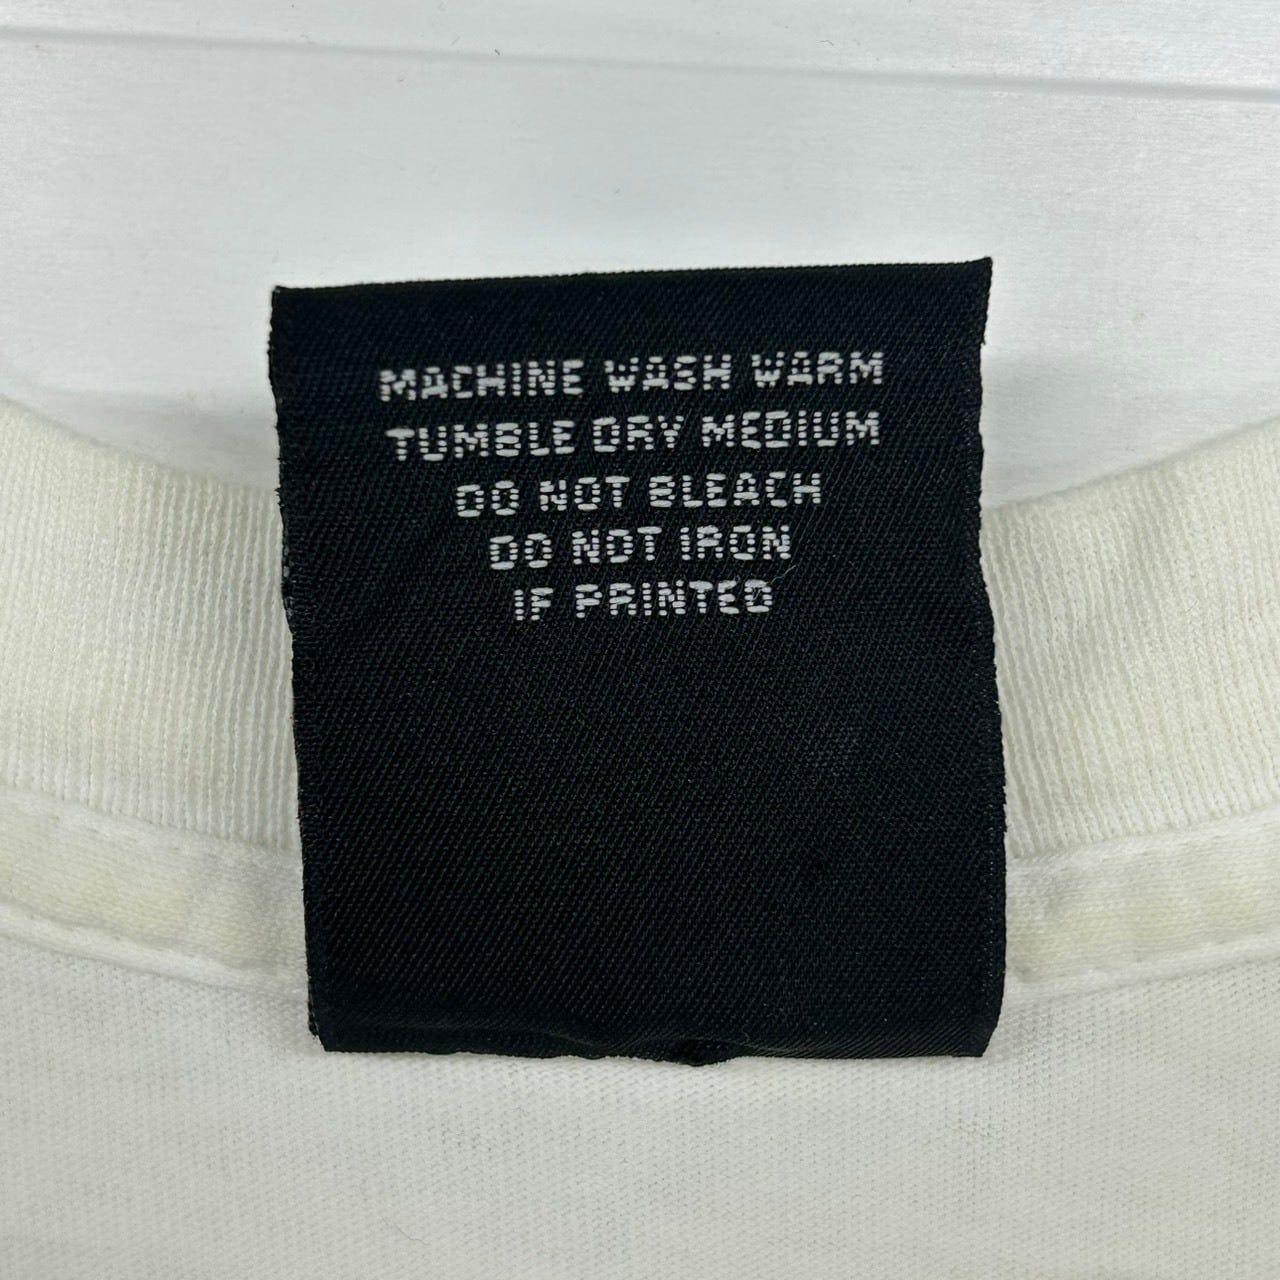 MACHINE WASH WARM
TUMBLE DRY MEDIUM
DO NOT BLEACH
DO NOT IRON
IF PRINTED